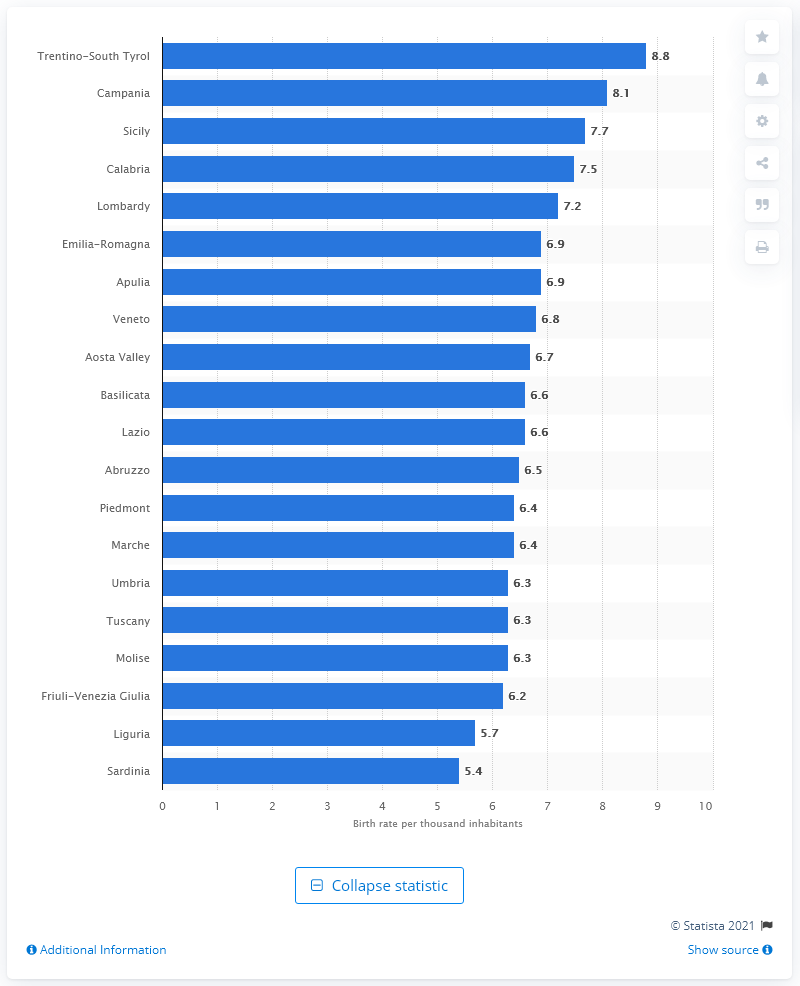 Trentino-South Tyrol 8.8
Campania 8.1
Sicily 7.7
Calabria 7.5
Lombardy 7.2
Emilia-Romagna 6.9
Apulia 6.9
Veneto 6.8
Aosta Valley 6.7
Basilicata 6.6
Lazio 6.6
Abruzzo 6.5
Piedmont 6.4
Marche 6.4
Umbria 6.3
Tuscany 6.3
Molise 6.3
Friuli-Venezia Giulia 6.2
Liguria 5.7
Sardinia 5.4
0 1 2 3 4 5 6 7 8 9 10
Birth rate per thousand inhabitants
Collapse statistic
© Statista 2021
Additional Information
Show source